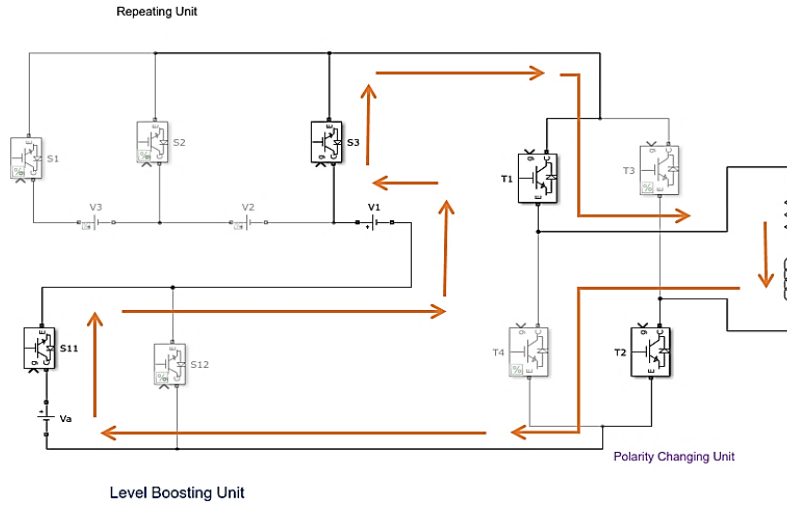 Repeating Unit
S1
S2
S3
V3
V2
V1
T1
T3
S11
S12
Va
T4
T2
E
C
g
E
C
g
E
C
g
E
C
g
E
C
g
E
C
g
E
C
g
E
C
g
E
C
g
Polarity Changing Unit
Level Boosting Unit